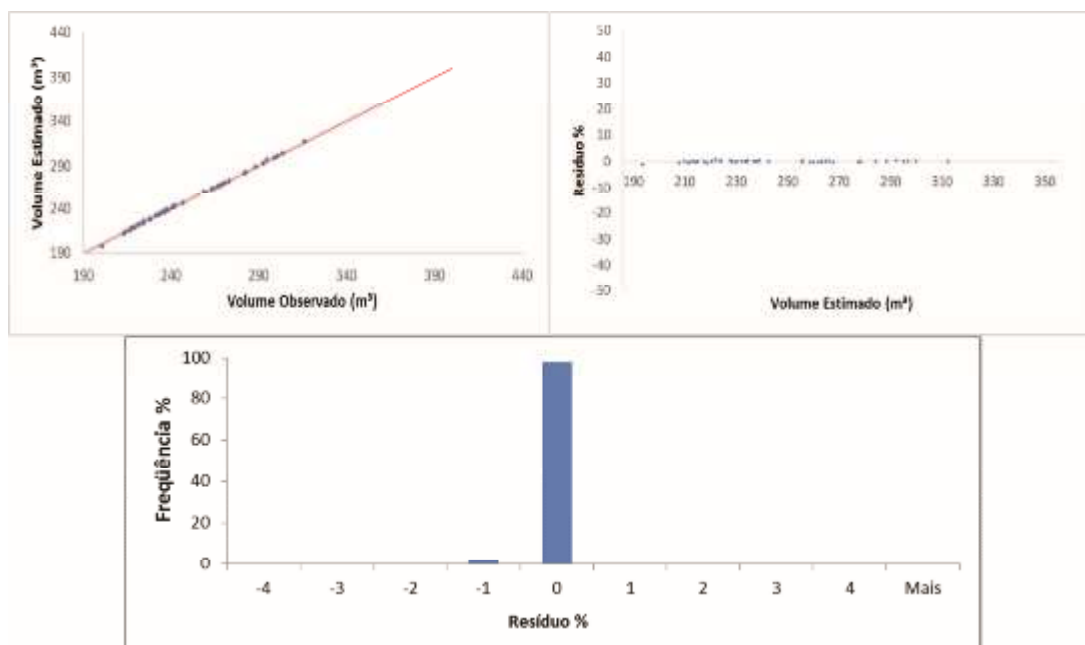 Volume Estimado (m³)
440
390
340
290
240
190
190 240 290 340 390 440
Volume Observado (m³)
Resíduo %
50
40
30
20
10
0
-10
-20
-30
-40
-50
190 210 230 250 270 290 310 330 350
Volume Estimado (m³)
Freqüência %
100
80
60
40
20
0
-4 -3 -2 -1 0 1 2 3 4 Mais
Resíduo %